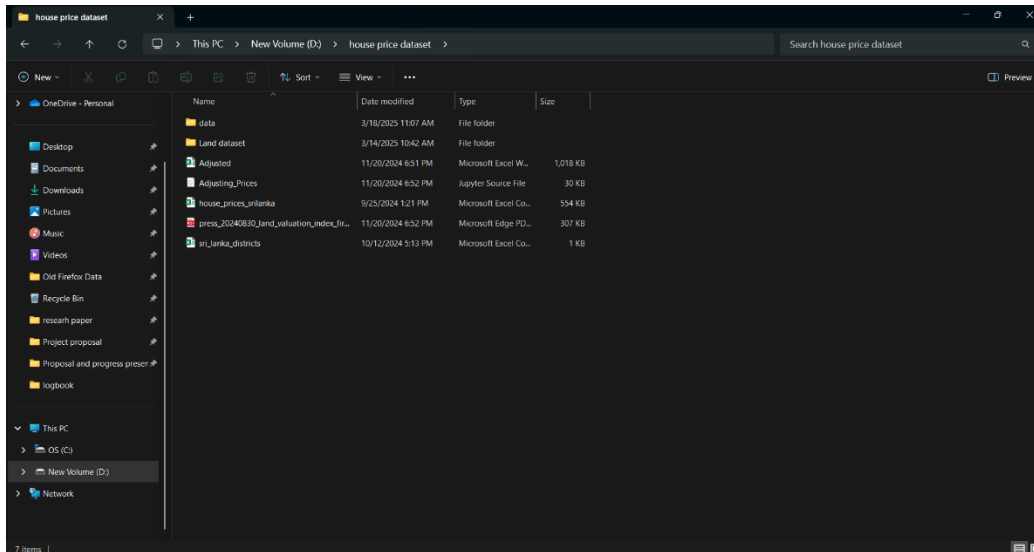 house price dataset
This PC > New Volume (D:) > house price dataset >
Search house price dataset
New
Sort
View
Preview
OneDrive - Personal
Desktop
Documents
Downloads
Pictures
Music
Videos
Old Firefox Data
Recycle Bin
researh paper
Project proposal
Proposal and progress preser
logbook
This PC
OS (C:)
New Volume (D:)
Network
Name Date modified Type Size
data 3/18/2025 11:07 AM File folder
Land dataset 3/14/2025 10:42 AM File folder
Adjusted 11/20/2024 6:51 PM Microsoft Excel W... 1,018 KB
Adjusting_Prices 11/20/2024 6:52 PM Jupyter Source File 30 KB
house_prices_srilanka 9/25/2024 1:21 PM Microsoft Excel Co... 554 KB
press_20240830_land_valuation_index_fir... 11/20/2024 6:52 PM Microsoft Edge PD... 307 KB
sri_lanka_districts 10/12/2024 5:13 PM Microsoft Excel Co... 1 KB
7 items